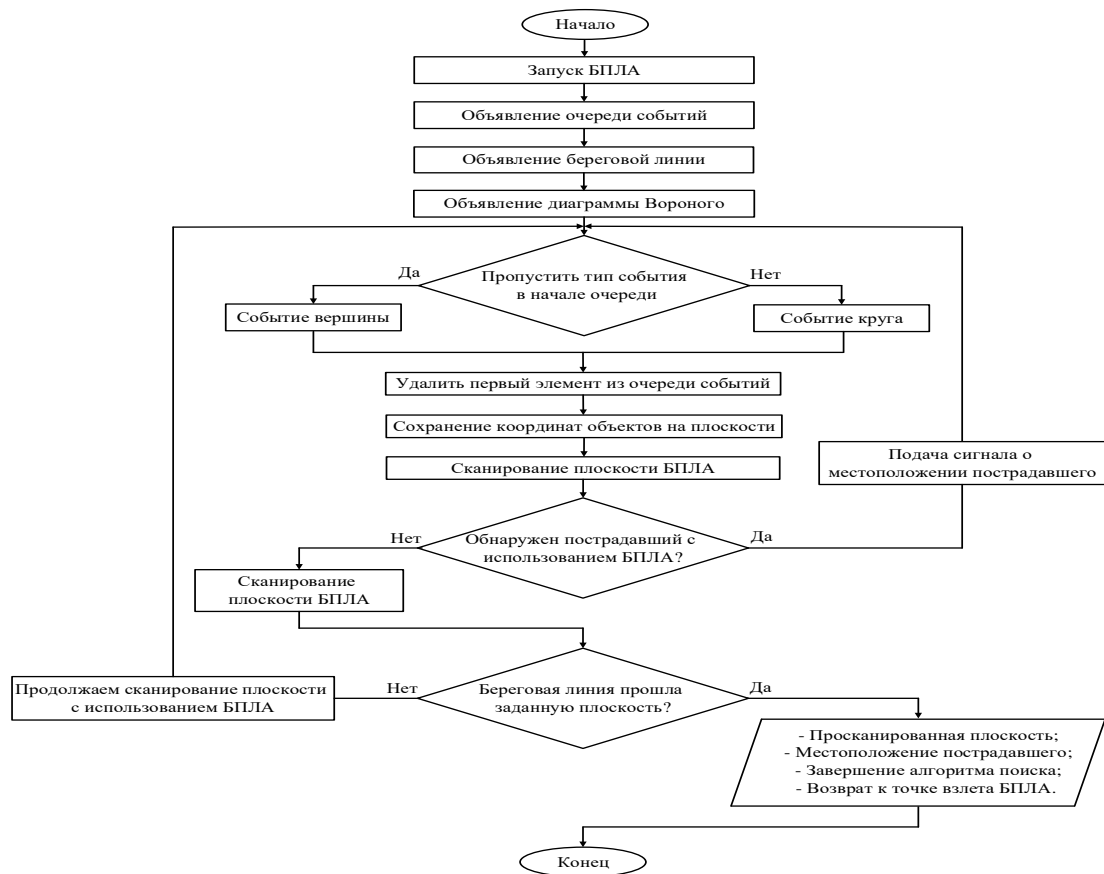 Начало
Запуск БПЛА
Объявление очереди событий
Объявление береговой линии
Объявление диаграммы Вороного
Да
Пропустить тип события
в начале очереди
Нет
Событие вершины
Событие круга
Удалить первый элемент из очереди событий
Сохранение координат объектов на плоскости
Сканирование плоскости БПЛА
Подача сигнала о
местоположении пострадавшего
Нет
Обнаружен пострадавший с
использованием БПЛА?
Да
Сканирование
плоскости БПЛА
Продолжаем сканирование плоскости
с использованием БПЛА
Нет
Береговая линия прошла
заданную плоскость?
Да
- Просканированная плоскость;
- Местоположение пострадавшего;
- Завершение алгоритма поиска;
- Возврат к точке взлета БПЛА.
Конец